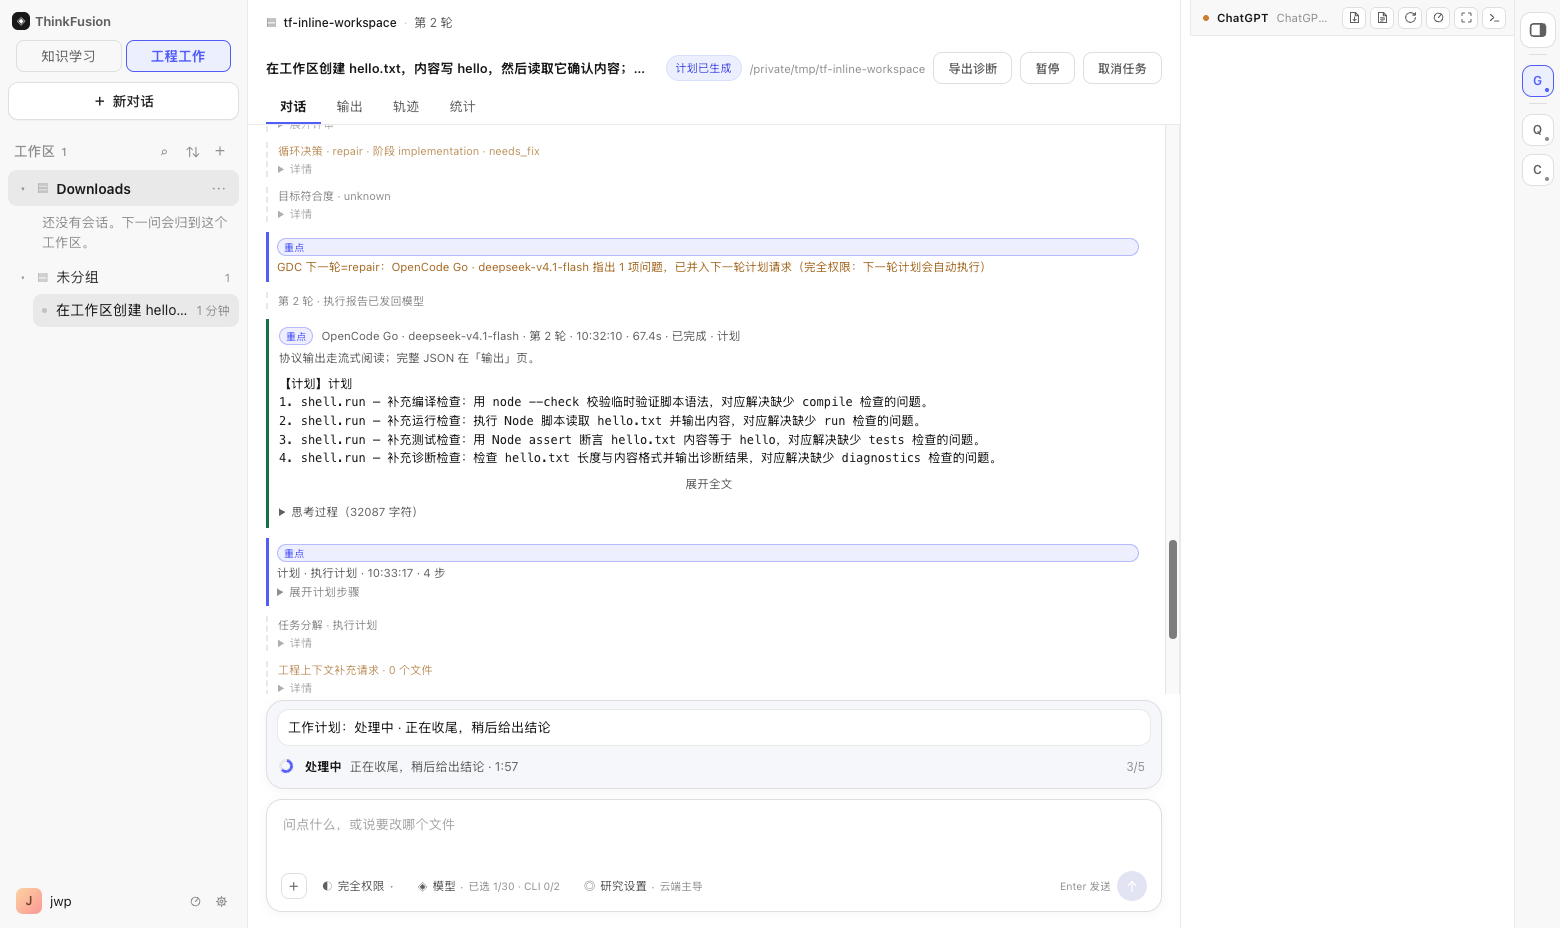 ThinkFusion
知识学习
工程工作
+ 新对话
工作区 1
Downloads
还没有会话。下一问会归到这个
工作区。
未分组 1
在工作区创建 hello... 1 分钟
J jwp
tf-inline-workspace · 第 2 轮
在工作区创建 hello.txt，内容写 hello，然后读取它确认内容；...
计划已生成
/private/tmp/tf-inline-workspace
导出诊断
暂停
取消任务
对话 输出 轨迹 统计
▶ 展开评审
循环决策 · repair · 阶段 implementation · needs_fix
▶ 详情
目标符合度 · unknown
▶ 详情
重点
GDC 下一轮=repair：OpenCode Go · deepseek-v4.1-flash 指出 1 项问题，已并入下一轮计划请求（完全权限：下一轮计划会自动执行）
第 2 轮 · 执行报告已发回模型
重点 OpenCode Go · deepseek-v4.1-flash · 第 2 轮 · 10:32:10 · 67.4s · 已完成 · 计划
协议输出走流式阅读；完整 JSON 在「输出」页。
【计划】计划
1. shell.run — 补充编译检查：用 node --check 校验临时验证脚本语法，对应解决缺少 compile 检查的问题。
2. shell.run — 补充运行检查：执行 Node 脚本读取 hello.txt 并输出内容，对应解决缺少 run 检查的问题。
3. shell.run — 补充测试检查：用 Node assert 断言 hello.txt 内容等于 hello，对应解决缺少 tests 检查的问题。
4. shell.run — 补充诊断检查：检查 hello.txt 长度与内容格式并输出诊断结果，对应解决缺少 diagnostics 检查的问题。
展开全文
▶ 思考过程（32087 字符）
重点
计划 · 执行计划 · 10:33:17 · 4 步
▶ 展开计划步骤
任务分解 · 执行计划
▶ 详情
工程上下文补充请求 · 0 个文件
▶ 详情
工作计划：处理中 · 正在收尾，稍后给出结论
处理中 正在收尾，稍后给出结论 · 1:57 3/5
问点什么，或说要改哪个文件
+ 完全权限 · 模型 · 已选 1/30 · CLI 0/2 研究设置 · 云端主导 Enter 发送
ChatGPT ChatGP...
G
Q
C